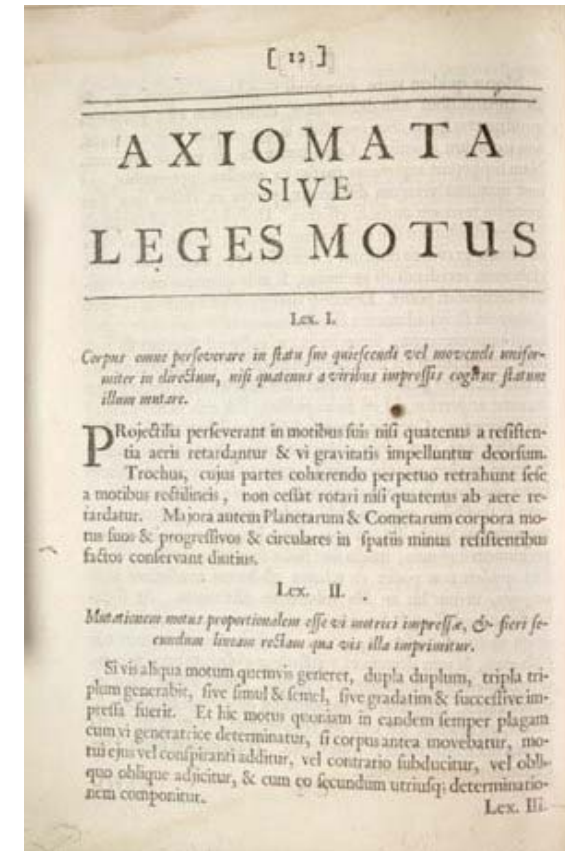 [ 12 ]
AXIOMATA
SIVE
LEGES MOTUS
Lex. I.
Corpus omne perſeverare in ſtatu ſuo quieſcendi vel movendi unifor-
miter in directum, niſi quatenus a viribus impreſſis cogitur ſtatum
illum mutare.
PRojectilia perſeverant in motibus ſuis niſi quatenus a reſiſten-
tia aeris retardantur & vi gravitatis impelluntur deorſum.
Trochus, cujus partes cohærendo perpetuo retrahunt ſeſe
a motibus rectilineis, non ceſſat rotari niſi quatenus ab aere re-
tardatur. Majora autem Planetarum & Cometarum corpora mo-
tus ſuos & progreſſivos & circulares in ſpatiis minus reſiſtentibus
factos conſervant diutius.
Lex. II.
Mutationem motus proportionalem eſſe vi motrici impreſſæ, & fieri ſe-
cundum lineam rectam qua vis illa imprimitur.
Si vis aliqua motum quemvis generet, dupla duplum, tripla tri-
plum generabit, ſive ſimul & ſemel, ſive gradatim & ſucceſſive im-
preſſa fuerit. Et hic motus quoniam in eandem ſemper plagam
cum vi generatrice determinatur, ſi corpus antea movebatur, mo-
tui ejus vel conſpiranti additur, vel contrario ſubducitur, vel obli-
quo oblique adjicitur, & cum eo ſecundum utriuſq; determinatio-
nem componitur.
Lex. III.